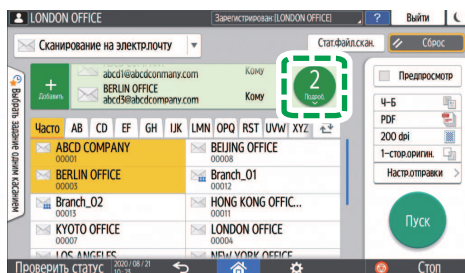 LONDON OFFICE
Зарегистрирован:[LONDON OFFICE]
?
Выйти
Сканирование на электр.почту
Стат.файл.скан.
Сброс
abcd1@abcdconmany.com
Кому
BERLIN OFFICE
abcd3@abcdcompany.com
Кому
Добавить
2
Подроб.
Выбрать задание одним касанием
Предпросмотр
Ч-Б
PDF
200 dpi
1-стор.оригин.
Настр.отправки
Часто AB CD EF GH IJK LMN OPQ RST UVW XYZ
ABCD COMPANY
00001
BEIJING OFFICE
00008
BERLIN OFFICE
00003
Branch_01
00012
Branch_02
00013
HONG KONG OFFIC...
00011
KYOTO OFFICE
00007
LONDON OFFICE
00004
LOS ANGELES
NEW YORK OFFICE
Пуск
Проверить статус
2020 / 08 / 21
10:23
Стоп